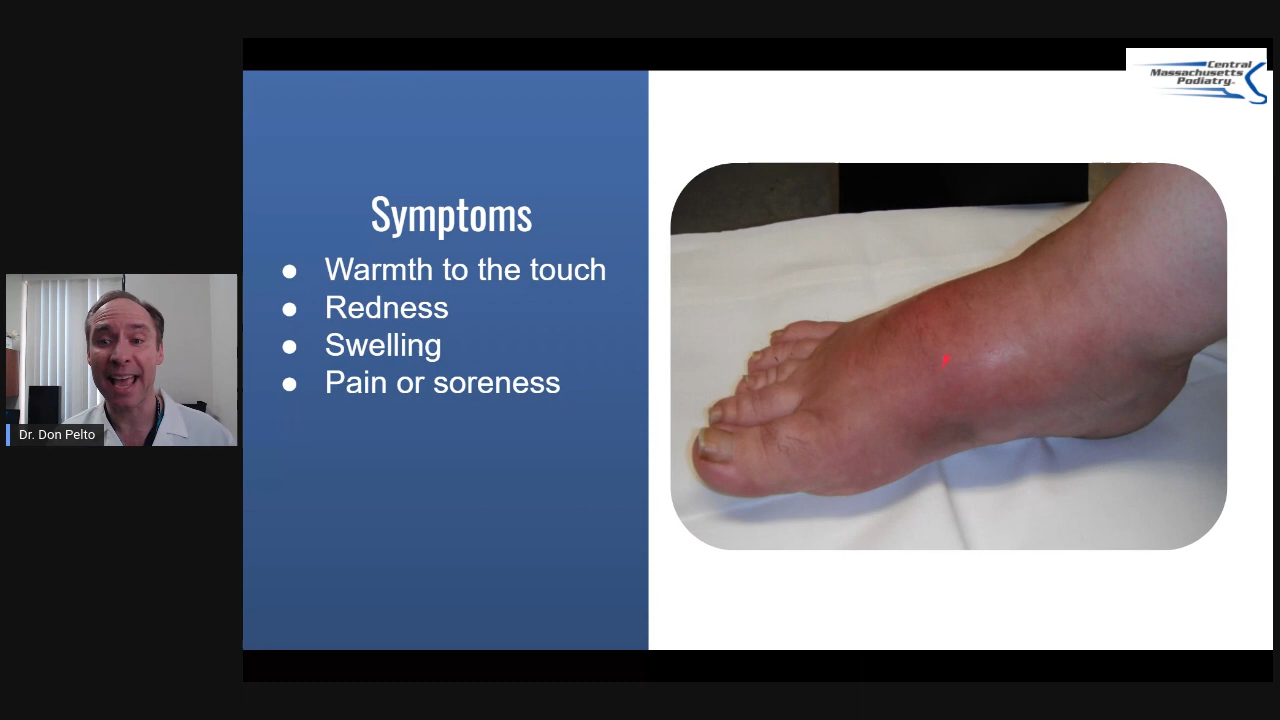 Central
Massachusetts
Podiatry
Symptoms
● Warmth to the touch
● Redness
● Swelling
● Pain or soreness
Dr. Don Pelto